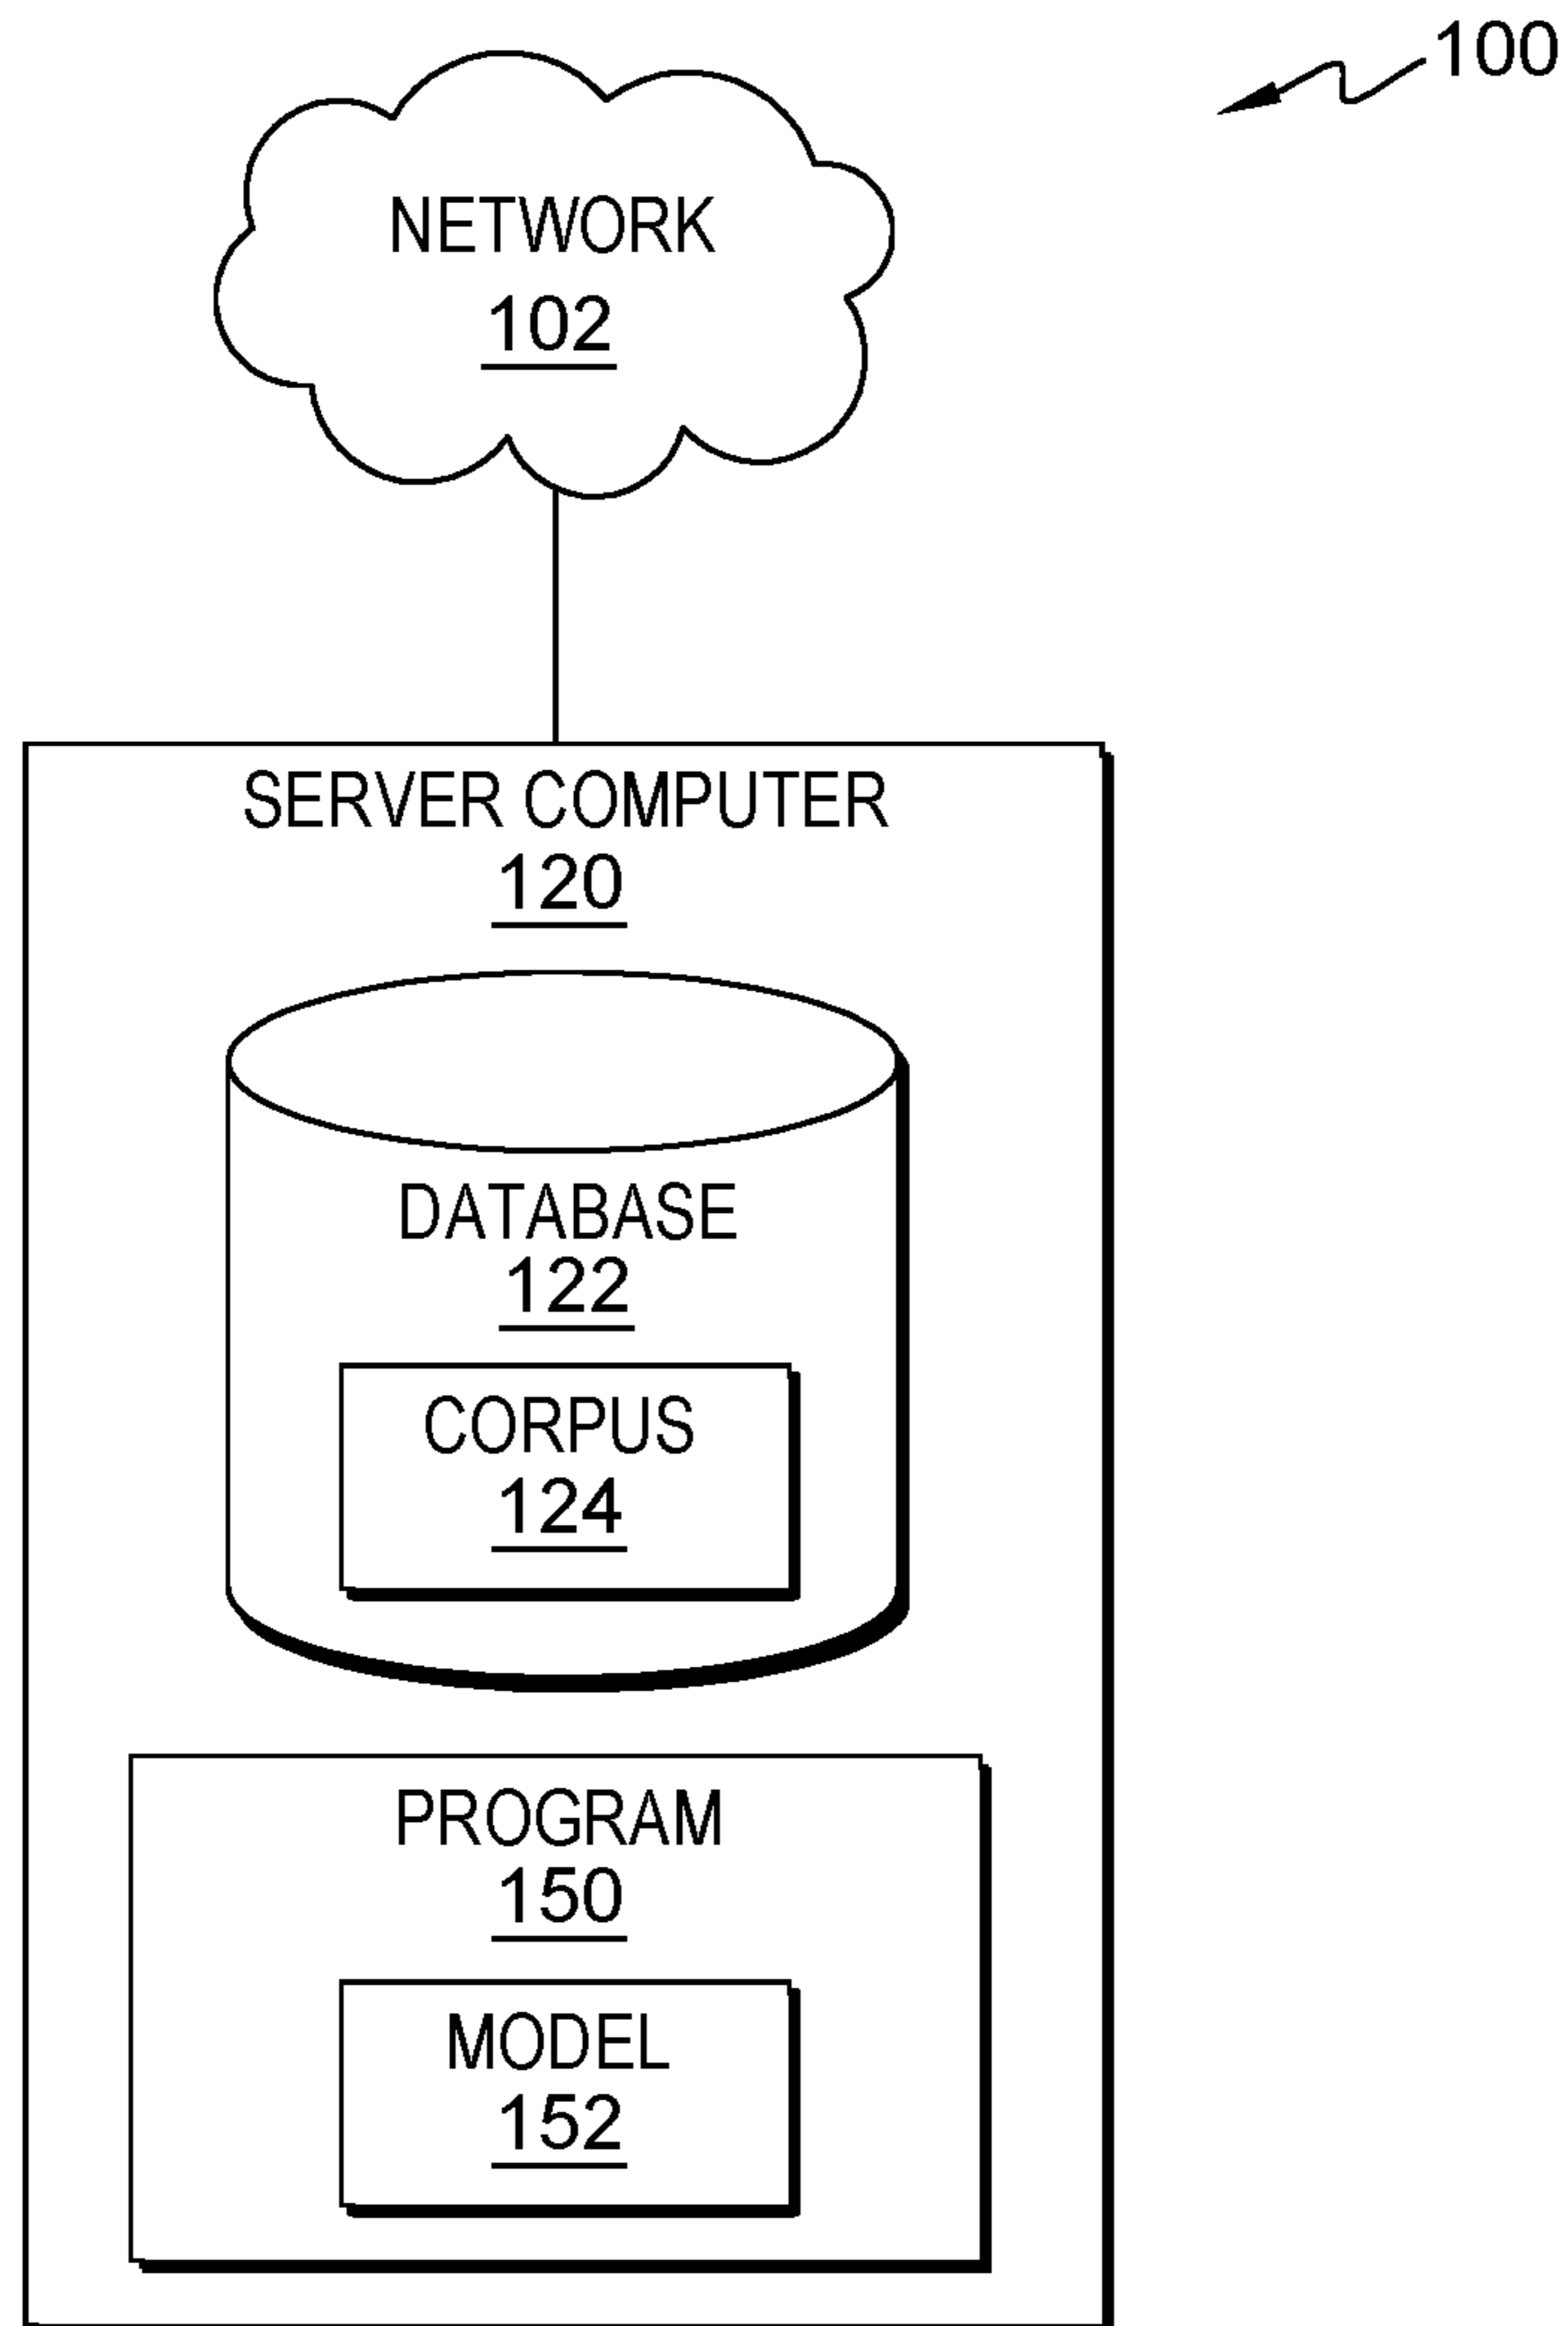 100
NETWORK
102
SERVER COMPUTER
120
DATABASE
122
CORPUS
124
PROGRAM
150
MODEL
152